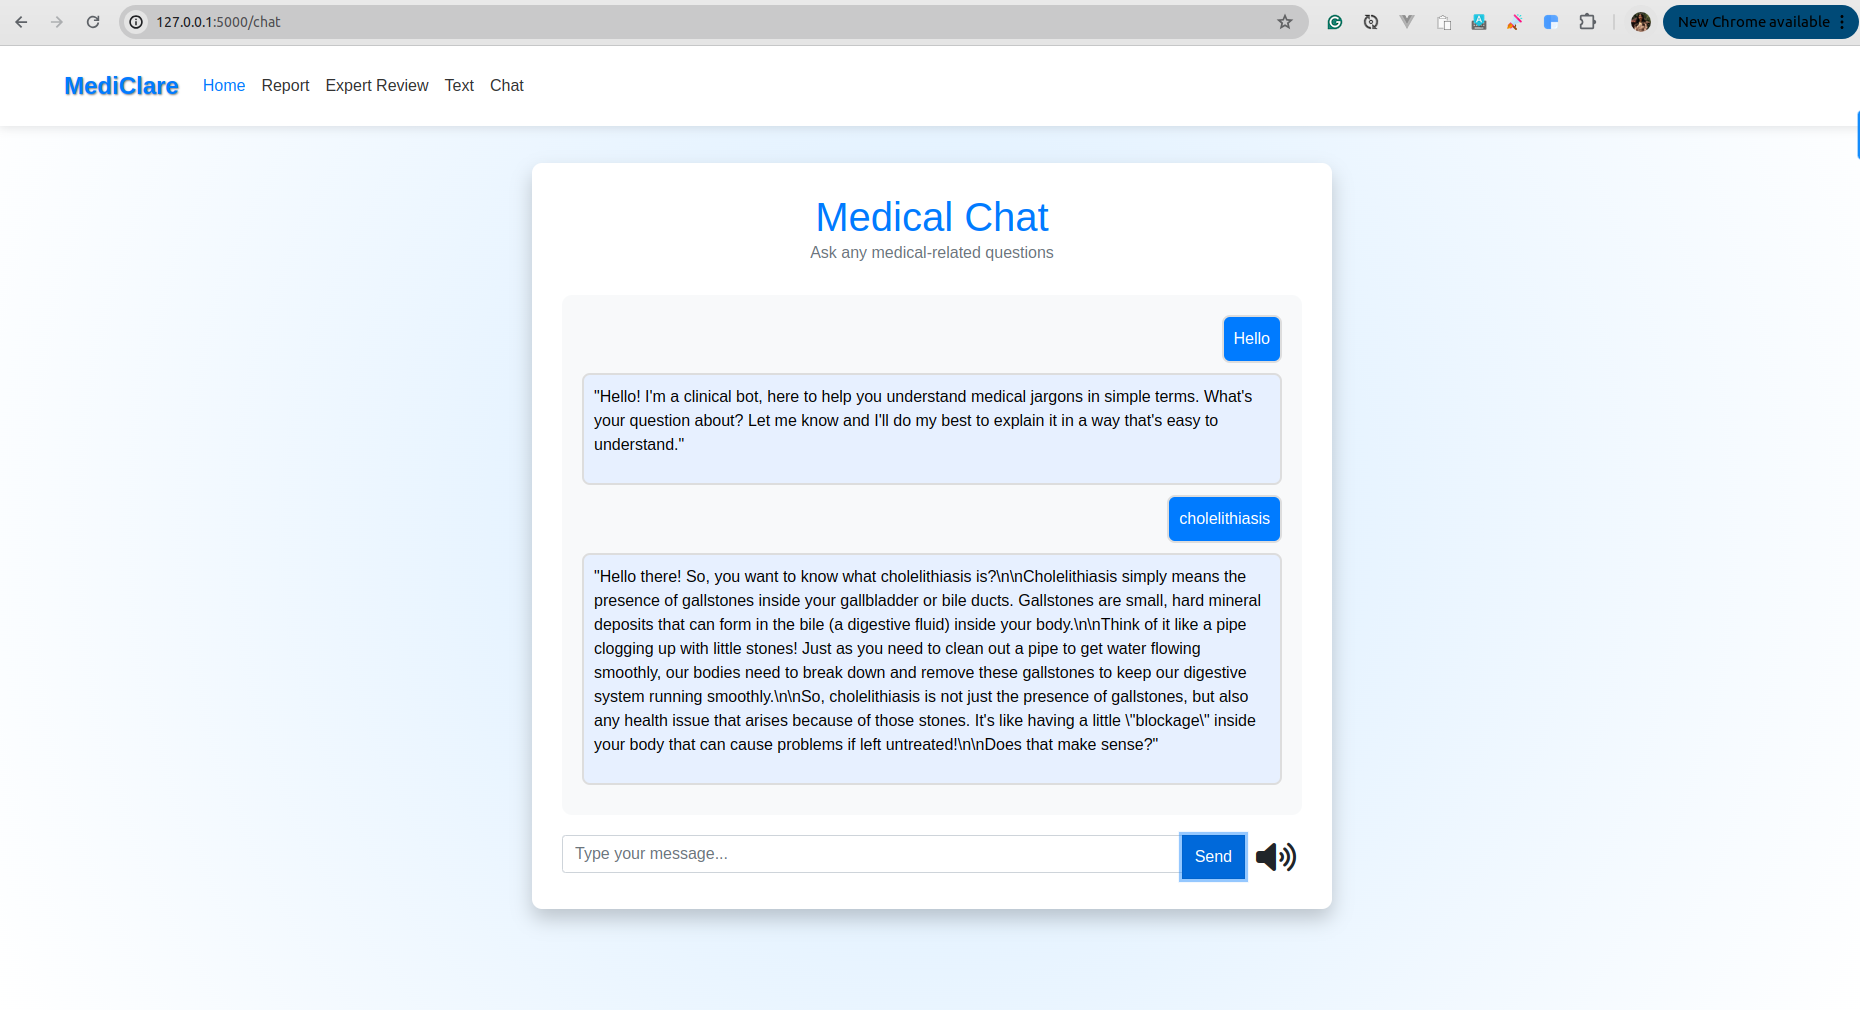 127.0.0.1:5000/chat
New Chrome available
MediClare Home Report Expert Review Text Chat
Medical Chat
Ask any medical-related questions
Hello
"Hello! I'm a clinical bot, here to help you understand medical jargons in simple terms. What's
your question about? Let me know and I'll do my best to explain it in a way that's easy to
understand."
cholelithiasis
"Hello there! So, you want to know what cholelithiasis is?\n\nCholelithiasis simply means the
presence of gallstones inside your gallbladder or bile ducts. Gallstones are small, hard mineral
deposits that can form in the bile (a digestive fluid) inside your body.\n\nThink of it like a pipe
clogging up with little stones! Just as you need to clean out a pipe to get water flowing
smoothly, our bodies need to break down and remove these gallstones to keep our digestive
system running smoothly.\n\nSo, cholelithiasis is not just the presence of gallstones, but also
any health issue that arises because of those stones. It's like having a little \"blockage\" inside
your body that can cause problems if left untreated!\n\nDoes that make sense?"
Type your message...
Send